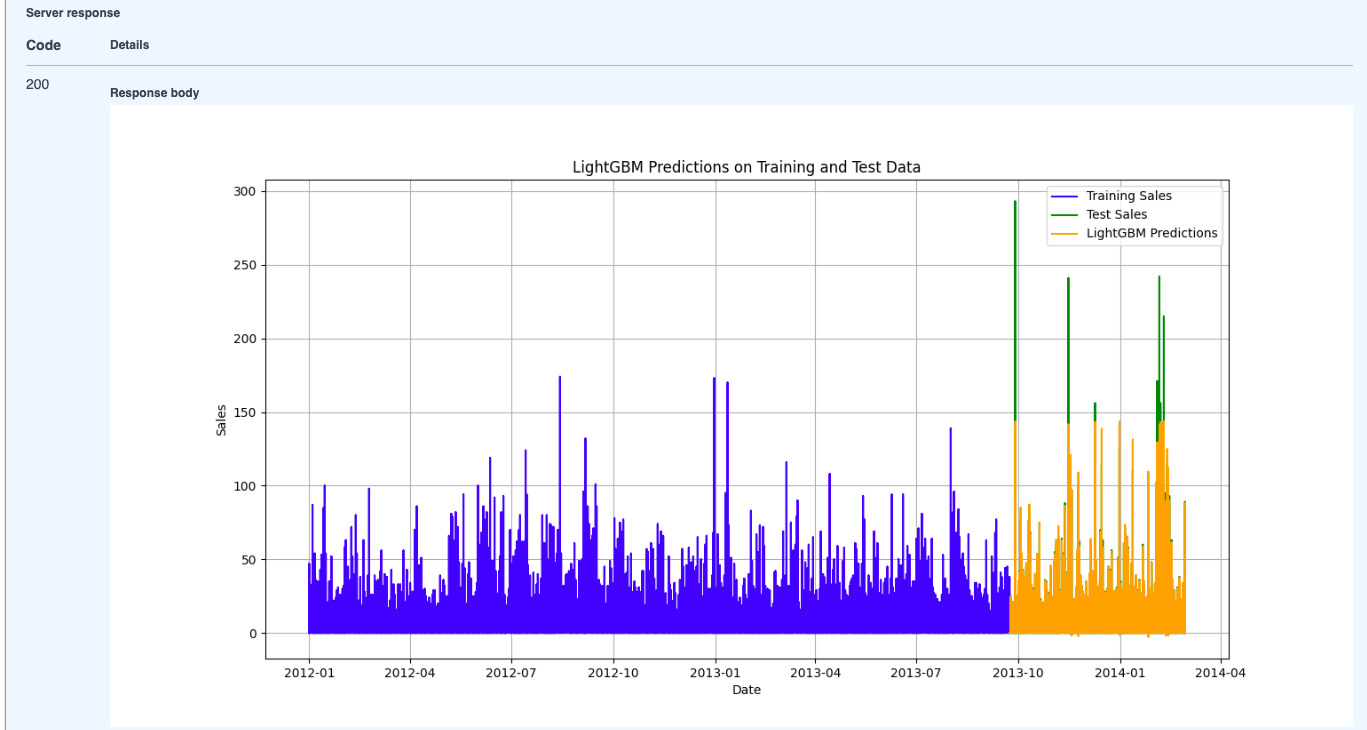 Server response
Code Details
200
Response body
LightGBM Predictions on Training and Test Data
Training Sales
Test Sales
LightGBM Predictions
300
250
200
150
100
50
0
Sales
2012-01 2012-04 2012-07 2012-10 2013-01 2013-04 2013-07 2013-10 2014-01 2014-04
Date